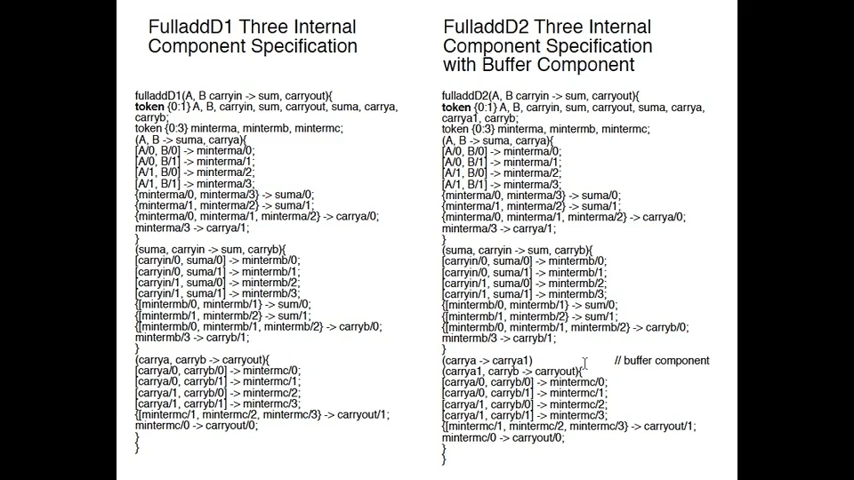 FulladdD1 Three Internal
Component Specification
fulladdD1(A, B carryin -> sum, carryout){
token {0:1} A, B, carryin, sum, carryout, suma, carrya,
carryb;
token {0:3} minterma, mintermb, mintermc;
(A, B -> suma, carrya){
[A/0, B/0] -> minterma/0;
[A/0, B/1] -> minterma/1;
[A/1, B/0] -> minterma/2;
[A/1, B/1] -> minterma/3;
{minterma/0, minterma/3} -> suma/0;
{minterma/1, minterma/2} -> suma/1;
{minterma/0, minterma/1, minterma/2} -> carrya/0;
minterma/3 -> carrya/1;
}
(suma, carryin -> sum, carryb){
[carryin/0, suma/0] -> mintermb/0;
[carryin/0, suma/1] -> mintermb/1;
[carryin/1, suma/0] -> mintermb/2;
[carryin/1, suma/1] -> mintermb/3;
{[mintermb/0, mintermb/1} -> sum/0;
{[mintermb/1, mintermb/2} -> sum/1;
{[mintermb/0, mintermb/1, mintermb/2} -> carryb/0;
mintermb/3 -> carryb/1;
}
(carrya, carryb -> carryout){
[carrya/0, carryb/0] -> mintermc/0;
[carrya/0, carryb/1] -> mintermc/1;
[carrya/1, carryb/0] -> mintermc/2;
[carrya/1, carryb/1] -> mintermc/3;
{[mintermc/1, mintermc/2, mintermc/3} -> carryout/1;
mintermc/0 -> carryout/0;
}
}
FulladdD2 Three Internal
Component Specification
with Buffer Component
fulladdD2(A, B carryin -> sum, carryout){
token {0:1} A, B, carryin, sum, carryout, suma, carrya,
carrya1, carryb;
token {0:3} minterma, mintermb, mintermc;
(A, B -> suma, carrya){
[A/0, B/0] -> minterma/0;
[A/0, B/1] -> minterma/1;
[A/1, B/0] -> minterma/2;
[A/1, B/1] -> minterma/3;
{minterma/0, minterma/3} -> suma/0;
{minterma/1, minterma/2} -> suma/1;
{minterma/0, minterma/1, minterma/2} -> carrya/0;
minterma/3 -> carrya/1;
}
(suma, carryin -> sum, carryb){
[carryin/0, suma/0] -> mintermb/0;
[carryin/0, suma/1] -> mintermb/1;
[carryin/1, suma/0] -> mintermb/2;
[carryin/1, suma/1] -> mintermb/3;
{[mintermb/0, mintermb/1} -> sum/0;
{[mintermb/1, mintermb/2} -> sum/1;
{[mintermb/0, mintermb/1, mintermb/2} -> carryb/0;
mintermb/3 -> carryb/1;
}
(carrya -> carrya1) // buffer component
(carrya1, carryb -> carryout){
[carrya/0, carryb/0] -> mintermc/0;
[carrya/0, carryb/1] -> mintermc/1;
[carrya/1, carryb/0] -> mintermc/2;
[carrya/1, carryb/1] -> mintermc/3;
{[mintermc/1, mintermc/2, mintermc/3} -> carryout/1;
mintermc/0 -> carryout/0;
}
}